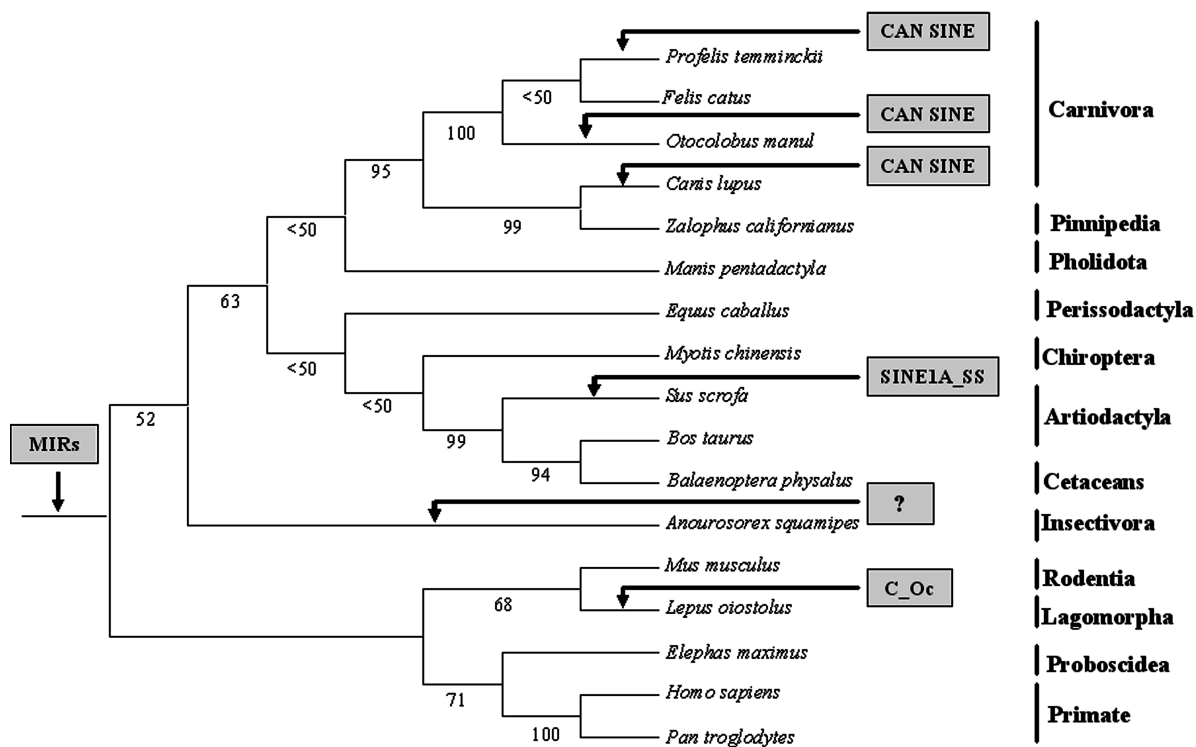 CAN SINE
Profelis temminckii
<50
Felis catus
Carnivora
100
CAN SINE
Otocolobus manul
95
CAN SINE
Canis lupus
99
Zalophus californianus
Pinnipedia
<50
Manis pentadactyla
Pholidota
63
Equus caballus
Perissodactyla
<50
Myotis chinensis
Chiroptera
SINE1A_SS
<50
Sus scrofa
Artiodactyla
52
99
Bos taurus
MIRs
94
Balaenoptera physalus
Cetaceans
?
Anourosorex squamipes
Insectivora
Mus musculus
Rodentia
68
C_Oc
Lepus oiostolus
Lagomorpha
Elephas maximus
Proboscidea
71
Homo sapiens
Primate
100
Pan troglodytes